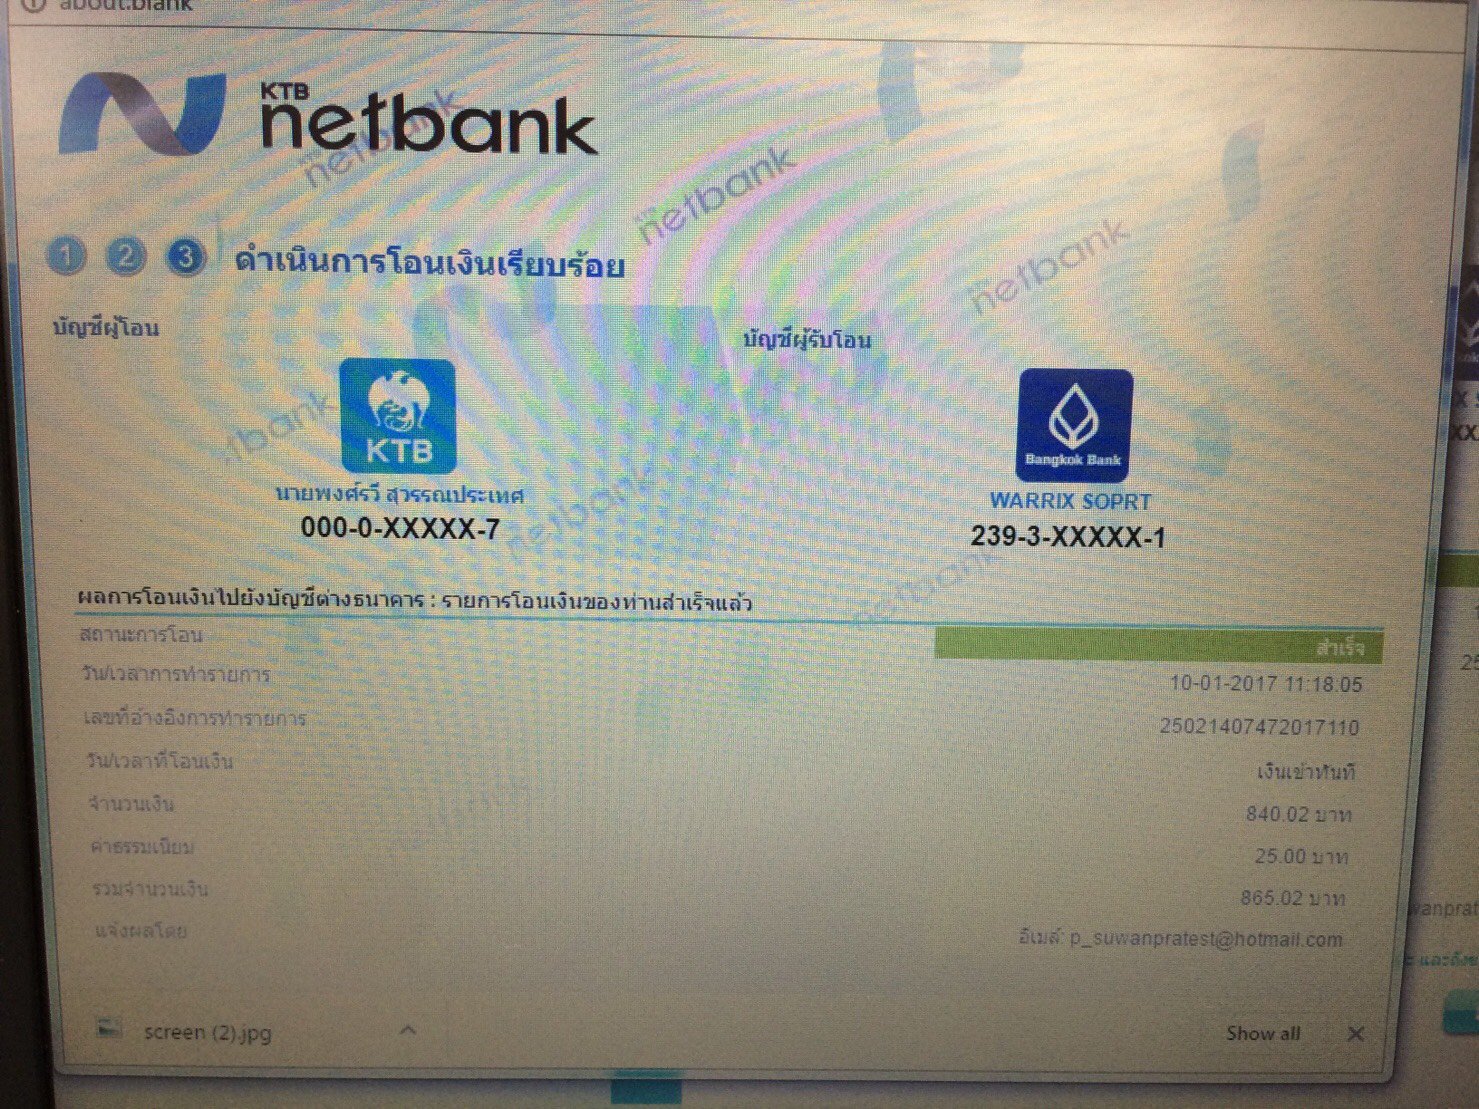 about:blank
KTB
netbank
netbank
netbank
netbank
1 2 3 ดำเนินการโอนเงินเรียบร้อย
บัญชีผู้โอน
บัญชีผู้รับโอน
KTB
Bangkok Bank
tbank
นายพงศ์รวี สุวรรณประเทศ
WARRIX SOPRT
000-0-XXXXX-7
239-3-XXXXX-1
netbank
netbank
ผลการโอนเงินไปยังบัญชีต่างธนาคาร : รายการโอนเงินของท่านสำเร็จแล้ว
สถานะการโอน สำเร็จ
วัน/เวลาการทำรายการ 10-01-2017 11:18:05
เลขที่อ้างอิงการทำรายการ 25021407472017110
วัน/เวลาที่โอนเงิน เงินเข้าทันที
จำนวนเงิน 840.02 บาท
ค่าธรรมเนียม 25.00 บาท
รวมจำนวนเงิน 865.02 บาท
แจ้งผลโดย อีเมล์: p_suwanpratest@hotmail.com
screen (2).jpg Show all